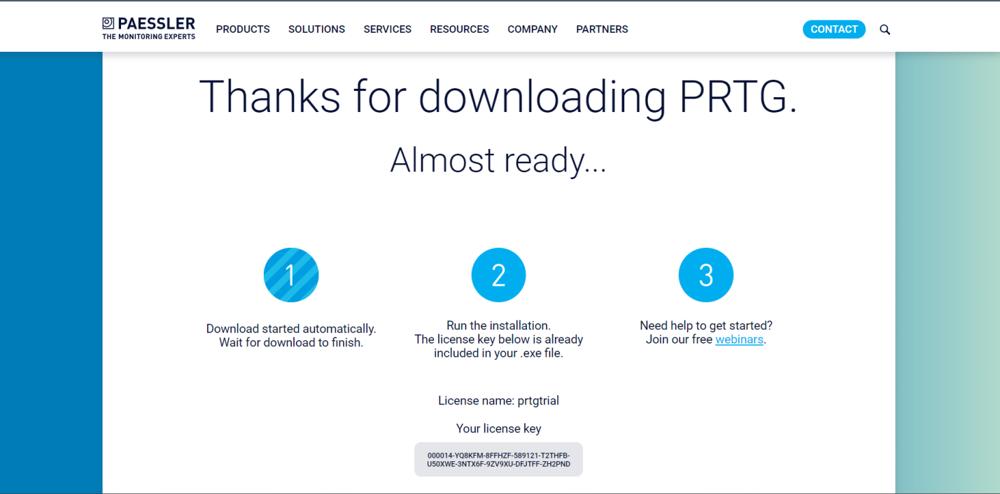 PAESSLER
THE MONITORING EXPERTS
PRODUCTS SOLUTIONS SERVICES RESOURCES COMPANY PARTNERS CONTACT
Thanks for downloading PRTG.
Almost ready...
1
Download started automatically.
Wait for download to finish.
2
Run the installation.
The license key below is already
included in your .exe file.
3
Need help to get started?
Join our free webinars.
License name: prtgtrial
Your license key
000014-YQ8KFM-8FFHZF-589121-T2THFB-
U50XWE-3NTX6F-9ZV9XU-DFJTFF-ZH2PND